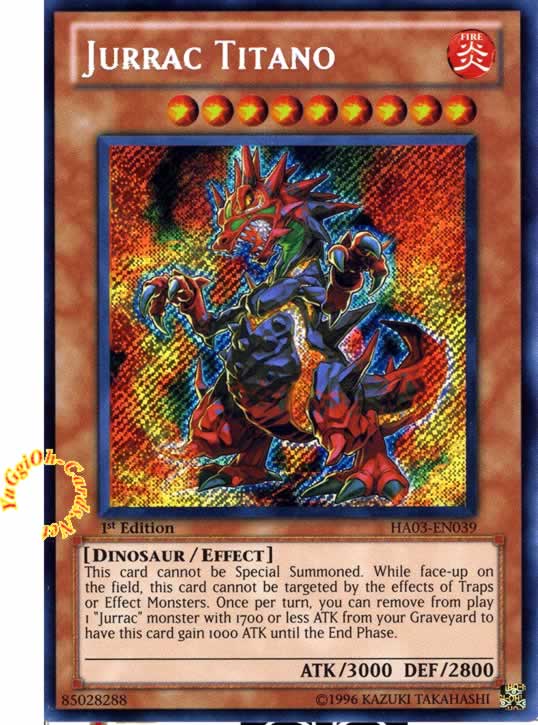 JURRAC TITANO
FIRE
炎
YuGgiOh-Cards.Net
1st Edition
HA03-EN039
[DINOSAUR / EFFECT]
This card cannot be Special Summoned. While face-up on
the field, this card cannot be targeted by the effects of Traps
or Effect Monsters. Once per turn, you can remove from play
1 "Jurrac" monster with 1700 or less ATK from your Graveyard to
have this card gain 1000 ATK until the End Phase.
ATK/3000 DEF/2800
85028288
©1996 KAZUKI TAKAHASHI